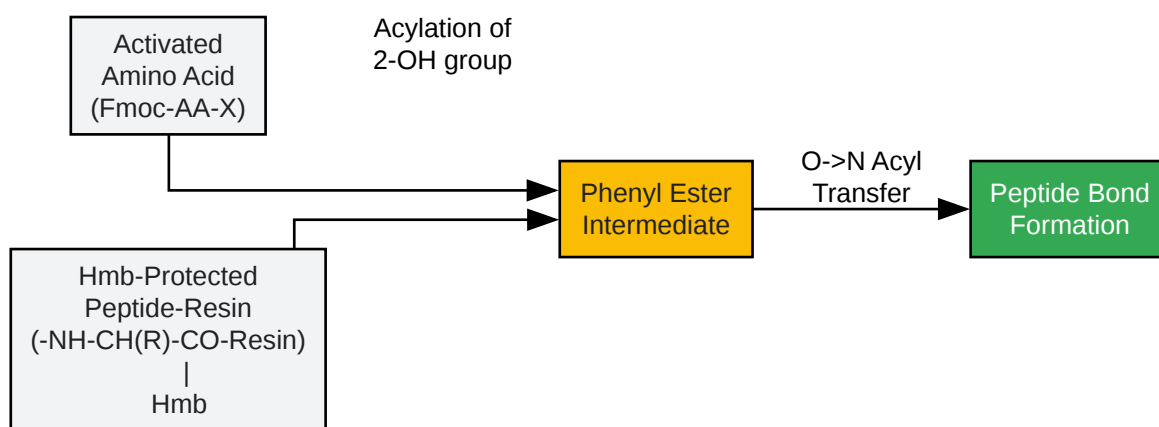 Activated
Amino Acid
(Fmoc-AA-X)
Acylation of
2-OH group
Hmb-Protected
Peptide-Resin
(-NH-CH(R)-CO-Resin)
|
Hmb
Phenyl Ester
Intermediate
O->N Acyl
Transfer
Peptide Bond
Formation